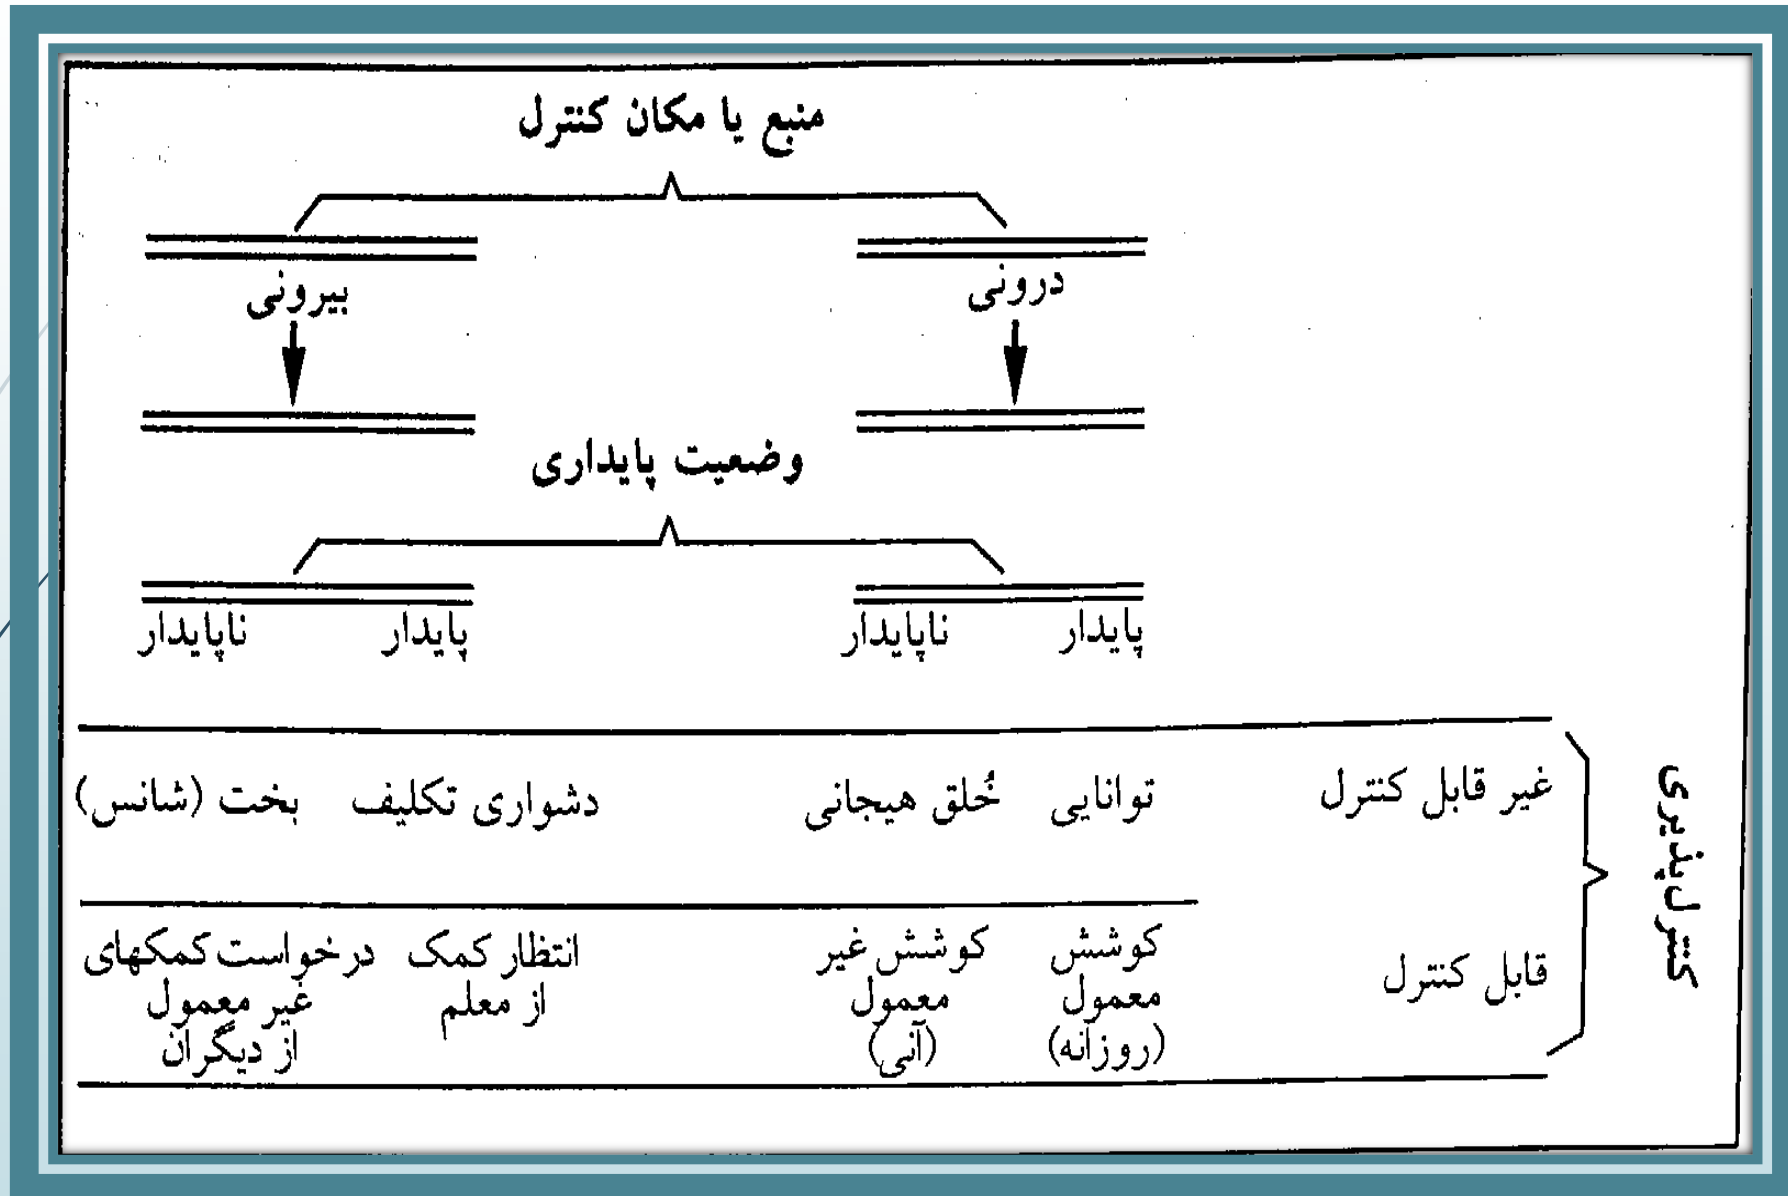 منبع یا مکان کنترل
درونی
بیرونی
وضعیت پایداری
پایدار
ناپایدار
پایدار
ناپایدار
کنترل‌پذیری
غیر قابل کنترل
توانایی
خُلق هیجانی
دشواری تکلیف
بخت (شانس)
قابل کنترل
کوشش
معمول
(روزانه)
کوشش غیر
معمول
(آنی)
انتظار کمک
از معلم
درخواست کمکهای
غیر معمول
از دیگران